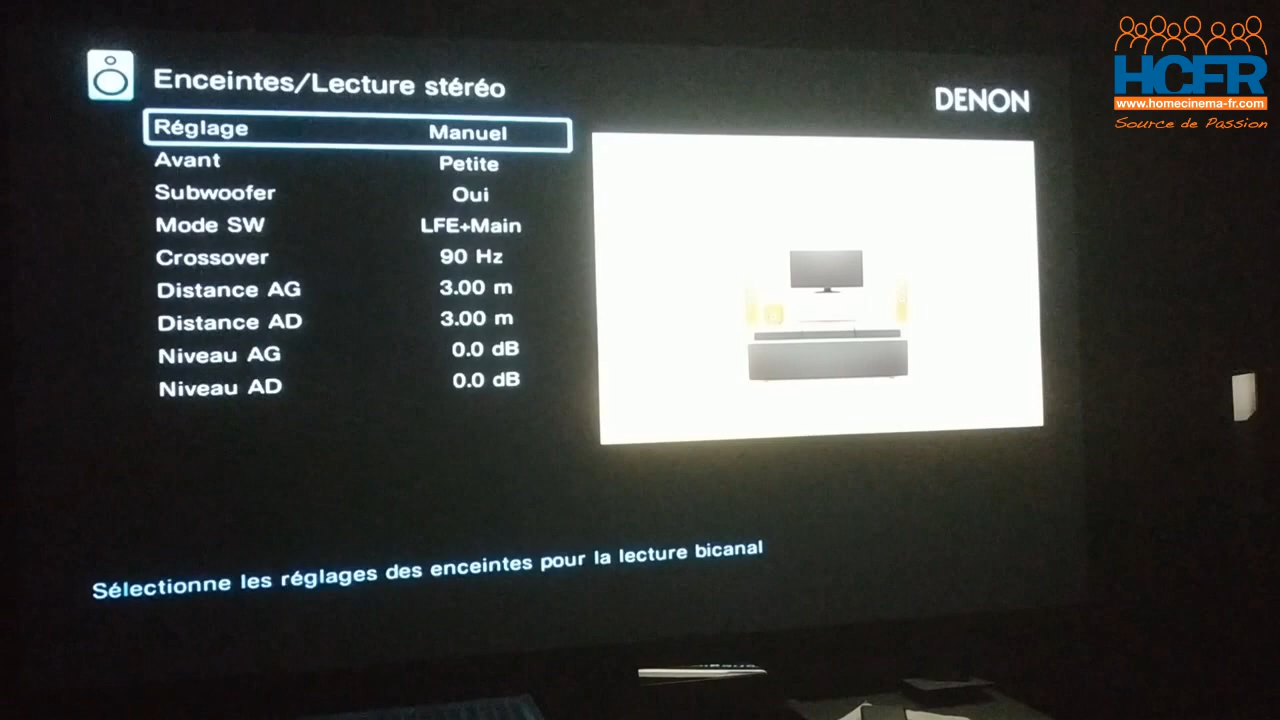 Enceintes/Lecture stéréo
DENON
Réglage Manuel
Avant Petite
Subwoofer Oui
Mode SW LFE+Main
Crossover 90 Hz
Distance AG 3.00 m
Distance AD 3.00 m
Niveau AG 0.0 dB
Niveau AD 0.0 dB
Sélectionne les réglages des enceintes pour la lecture bicanal
HCFR
www.homecinema-fr.com
Source de Passion